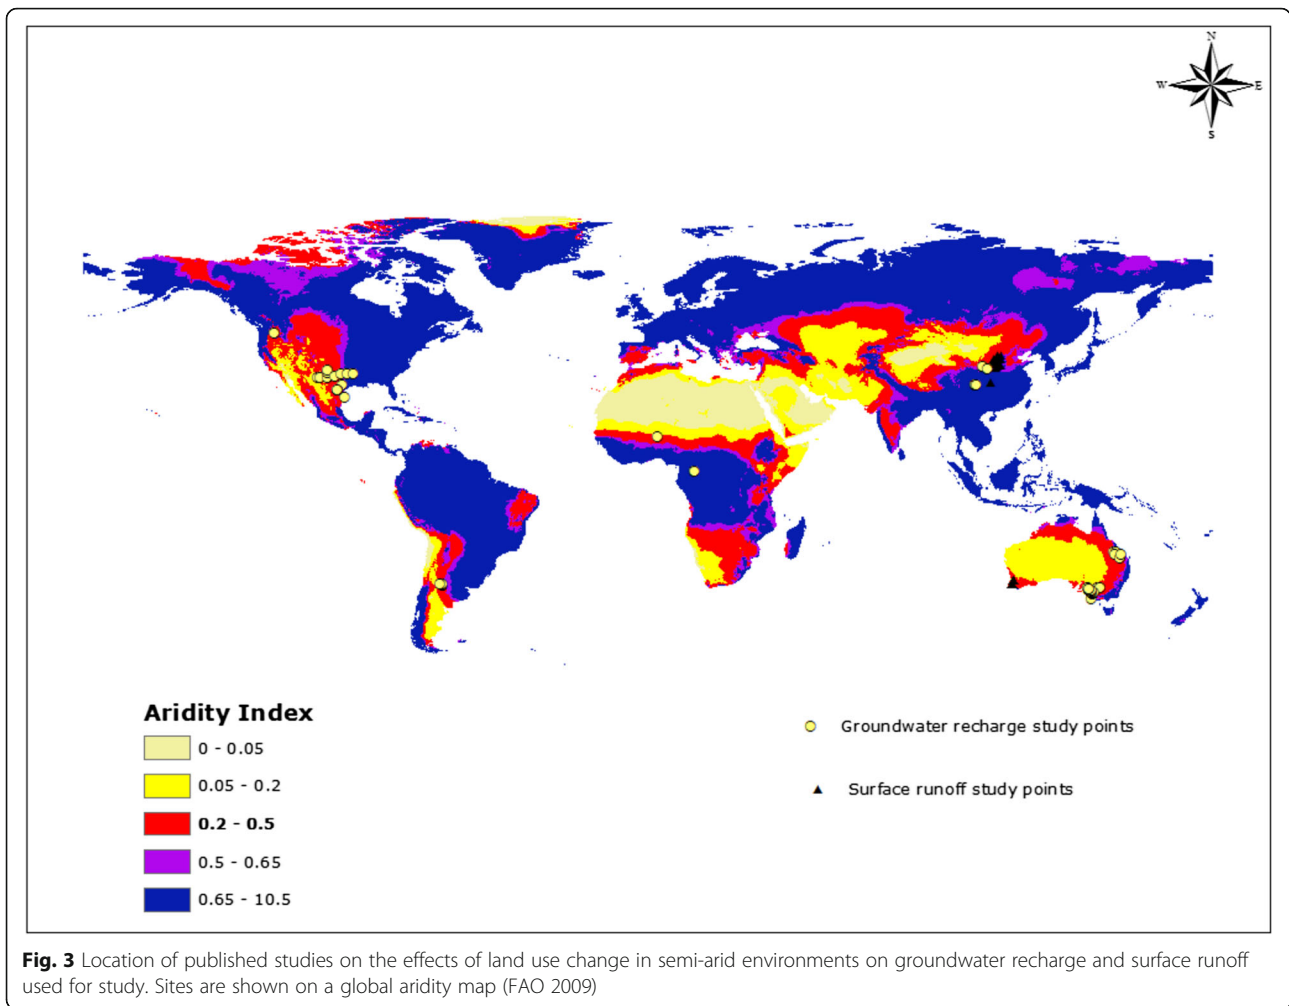 N
W E
S
Aridity Index
0 - 0.05
0.05 - 0.2
0.2 - 0.5
0.5 - 0.65
0.65 - 10.5
Groundwater recharge study points
Surface runoff study points
Fig. 3 Location of published studies on the effects of land use change in semi-arid environments on groundwater recharge and surface runoff
used for study. Sites are shown on a global aridity map (FAO 2009)